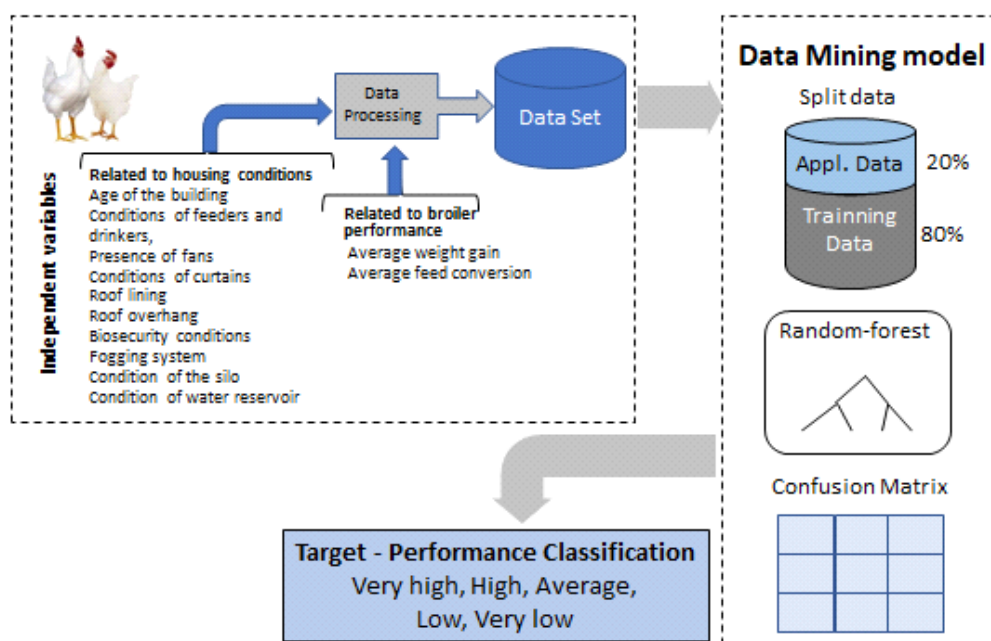 Independent variables
Related to housing conditions
Age of the building
Conditions of feeders and
drinkers,
Presence of fans
Conditions of curtains
Roof lining
Roof overhang
Biosecurity conditions
Fogging system
Condition of the silo
Condition of water reservoir
Data
Processing
Related to broiler
performance
Average weight gain
Average feed conversion
Data Set
Data Mining model
Split data
Appl. Data
20%
Trainning
Data
80%
Random-forest
Confusion Matrix
Target - Performance Classification
Very high, High, Average,
Low, Very low